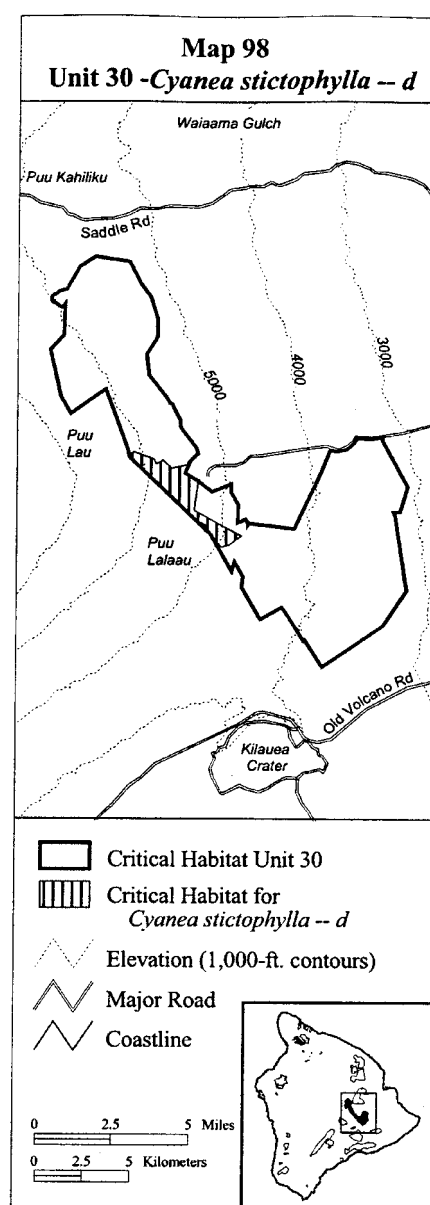 Map 98
Unit 30 -Cyanea stictophylla -- d
Waiaama Gulch
Puu Kahiliku
Saddle Rd
5000
4000
3000
Puu
Lau
Puu
Lalaau
Old Volcano Rd
Kilauea
Crater
Critical Habitat Unit 30
Critical Habitat for
Cyanea stictophylla -- d
Elevation (1,000-ft. contours)
Major Road
Coastline
0 2.5 5 Miles
0 2.5 5 Kilometers